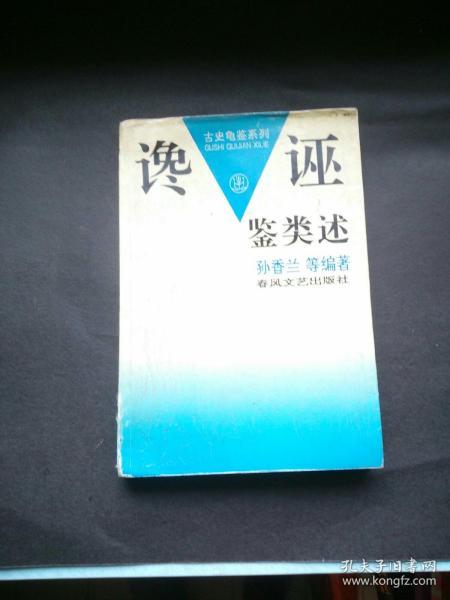 古史龟鉴系列
GUSHI GUIJIAN XILIE
谗诬
鉴类述
孙香兰 等编著
春风文艺出版社
孔夫子旧书网
www.kongfz.com